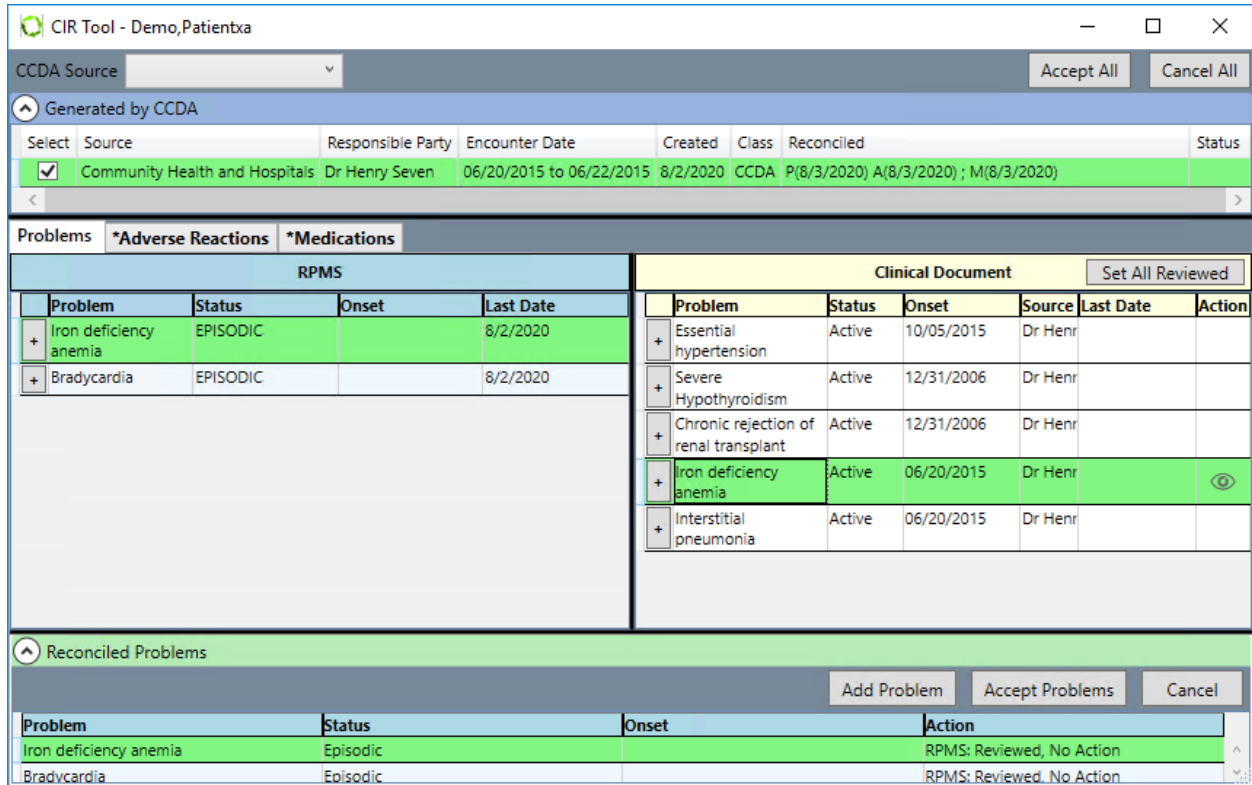 CIR Tool - Demo,Patientxa
CCDA Source Accept All Cancel All
Generated by CCDA
Select Source Responsible Party Encounter Date Created Class Reconciled Status
Community Health and Hospitals Dr Henry Seven 06/20/2015 to 06/22/2015 8/2/2020 CCDA P(8/3/2020) A(8/3/2020) ; M(8/3/2020)
Problems *Adverse Reactions *Medications
RPMS
Problem Status Onset Last Date
+ Iron deficiency EPISODIC 8/2/2020
anemia
+ Bradycardia EPISODIC 8/2/2020
Clinical Document Set All Reviewed
Problem Status Onset Source Last Date Action
+ Essential Active 10/05/2015 Dr Henr
hypertension
+ Severe Active 12/31/2006 Dr Henr
Hypothyroidism
+ Chronic rejection of Active 12/31/2006 Dr Henr
renal transplant
+ Iron deficiency Active 06/20/2015 Dr Henr
anemia
+ Interstitial Active 06/20/2015 Dr Henr
pneumonia
Reconciled Problems
Add Problem Accept Problems Cancel
Problem Status Onset Action
Iron deficiency anemia Episodic RPMS: Reviewed, No Action
Bradycardia Episodic RPMS: Reviewed, No Action